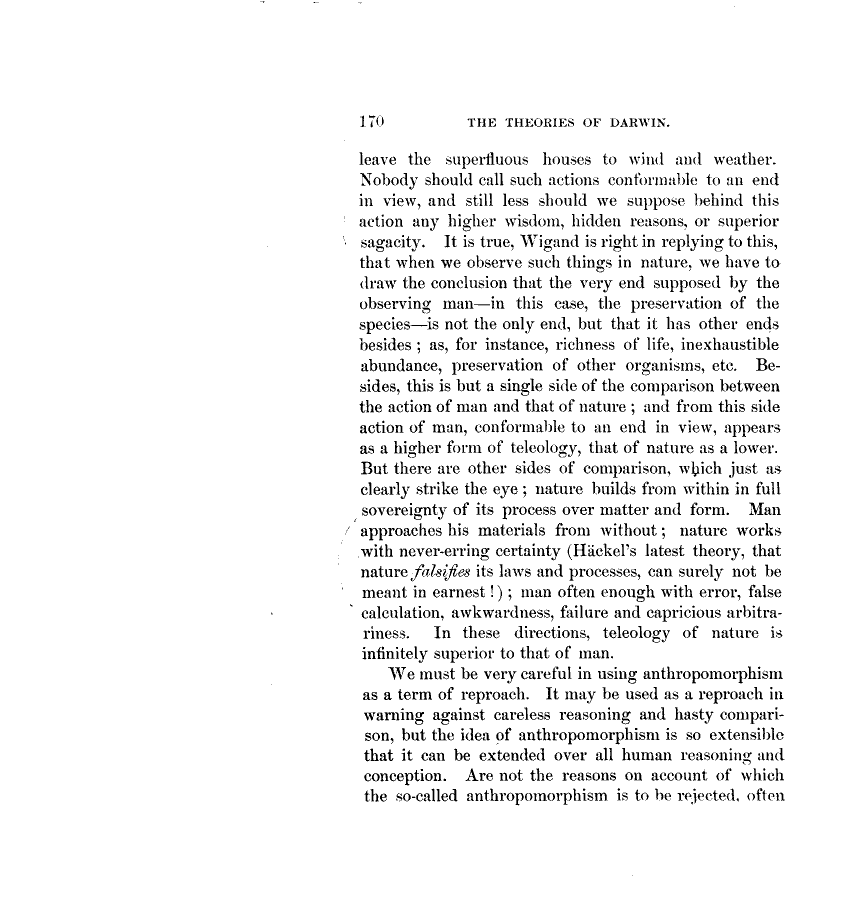 170 THE THEORIES OF DARWIN.
leave the superfluous houses to wind and weather.
Nobody should call such actions conformable to an end
in view, and still less should we suppose behind this
action any higher wisdom, hidden reasons, or superior
sagacity. It is true, Wigand is right in replying to this,
that when we observe such things in nature, we have to
draw the conclusion that the very end supposed by the
observing man—in this case, the preservation of the
species—is not the only end, but that it has other ends
besides ; as, for instance, richness of life, inexhaustible
abundance, preservation of other organisms, etc. Be-
sides, this is but a single side of the comparison between
the action of man and that of nature ; and from this side
action of man, conformable to an end in view, appears
as a higher form of teleology, that of nature as a lower.
But there are other sides of comparison, which just as
clearly strike the eye ; nature builds from within in full
sovereignty of its process over matter and form. Man
approaches his materials from without ; nature works
with never-erring certainty (Häckel's latest theory, that
nature falsifies its laws and processes, can surely not be
meant in earnest !) ; man often enough with error, false
calculation, awkwardness, failure and capricious arbitra-
riness. In these directions, teleology of nature is
infinitely superior to that of man.
We must be very careful in using anthropomorphism
as a term of reproach. It may be used as a reproach in
warning against careless reasoning and hasty compari-
son, but the idea of anthropomorphism is so extensible
that it can be extended over all human reasoning and
conception. Are not the reasons on account of which
the so-called anthropomorphism is to be rejected, often